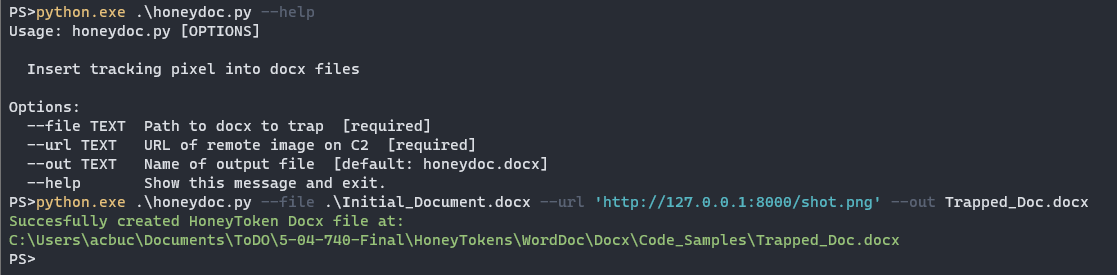 PS>python.exe .\honeydoc.py --help
Usage: honeydoc.py [OPTIONS]
Insert tracking pixel into docx files
Options:
--file TEXT  Path to docx to trap  [required]
--url TEXT   URL of remote image on C2  [required]
--out TEXT   Name of output file  [default: honeydoc.docx]
--help       Show this message and exit.
PS>python.exe .\honeydoc.py --file .\Initial_Document.docx --url 'http://127.0.0.1:8000/shot.png' --out Trapped_Doc.docx
Succesfully created HoneyToken Docx file at:
C:\Users\acbuc\Documents\ToDO\5-04-740-Final\HoneyTokens\WordDoc\Docx\Code_Samples\Trapped_Doc.docx
PS>